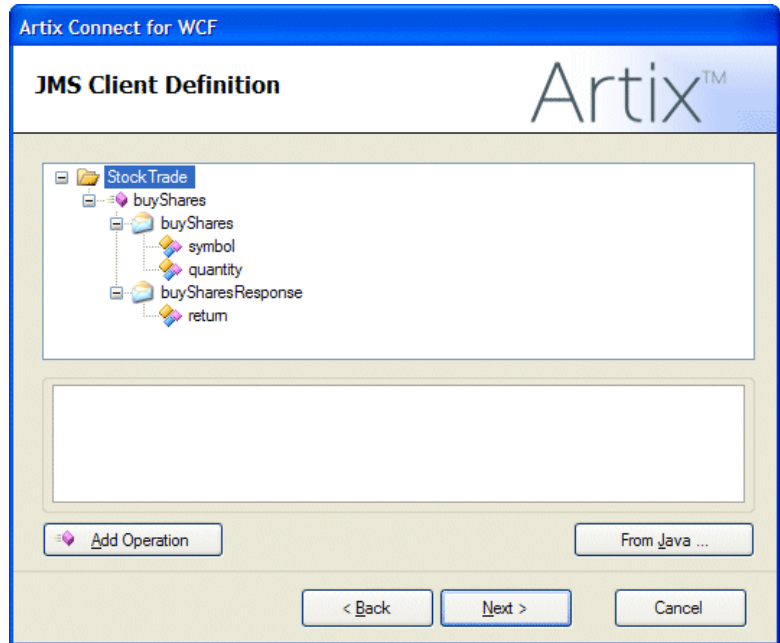 Artix Connect for WCF
JMS Client Definition
Artix™
StockTrade
buyShares
buyShares
symbol
quantity
buySharesResponse
return
Add Operation
From Java ...
< Back
Next >
Cancel